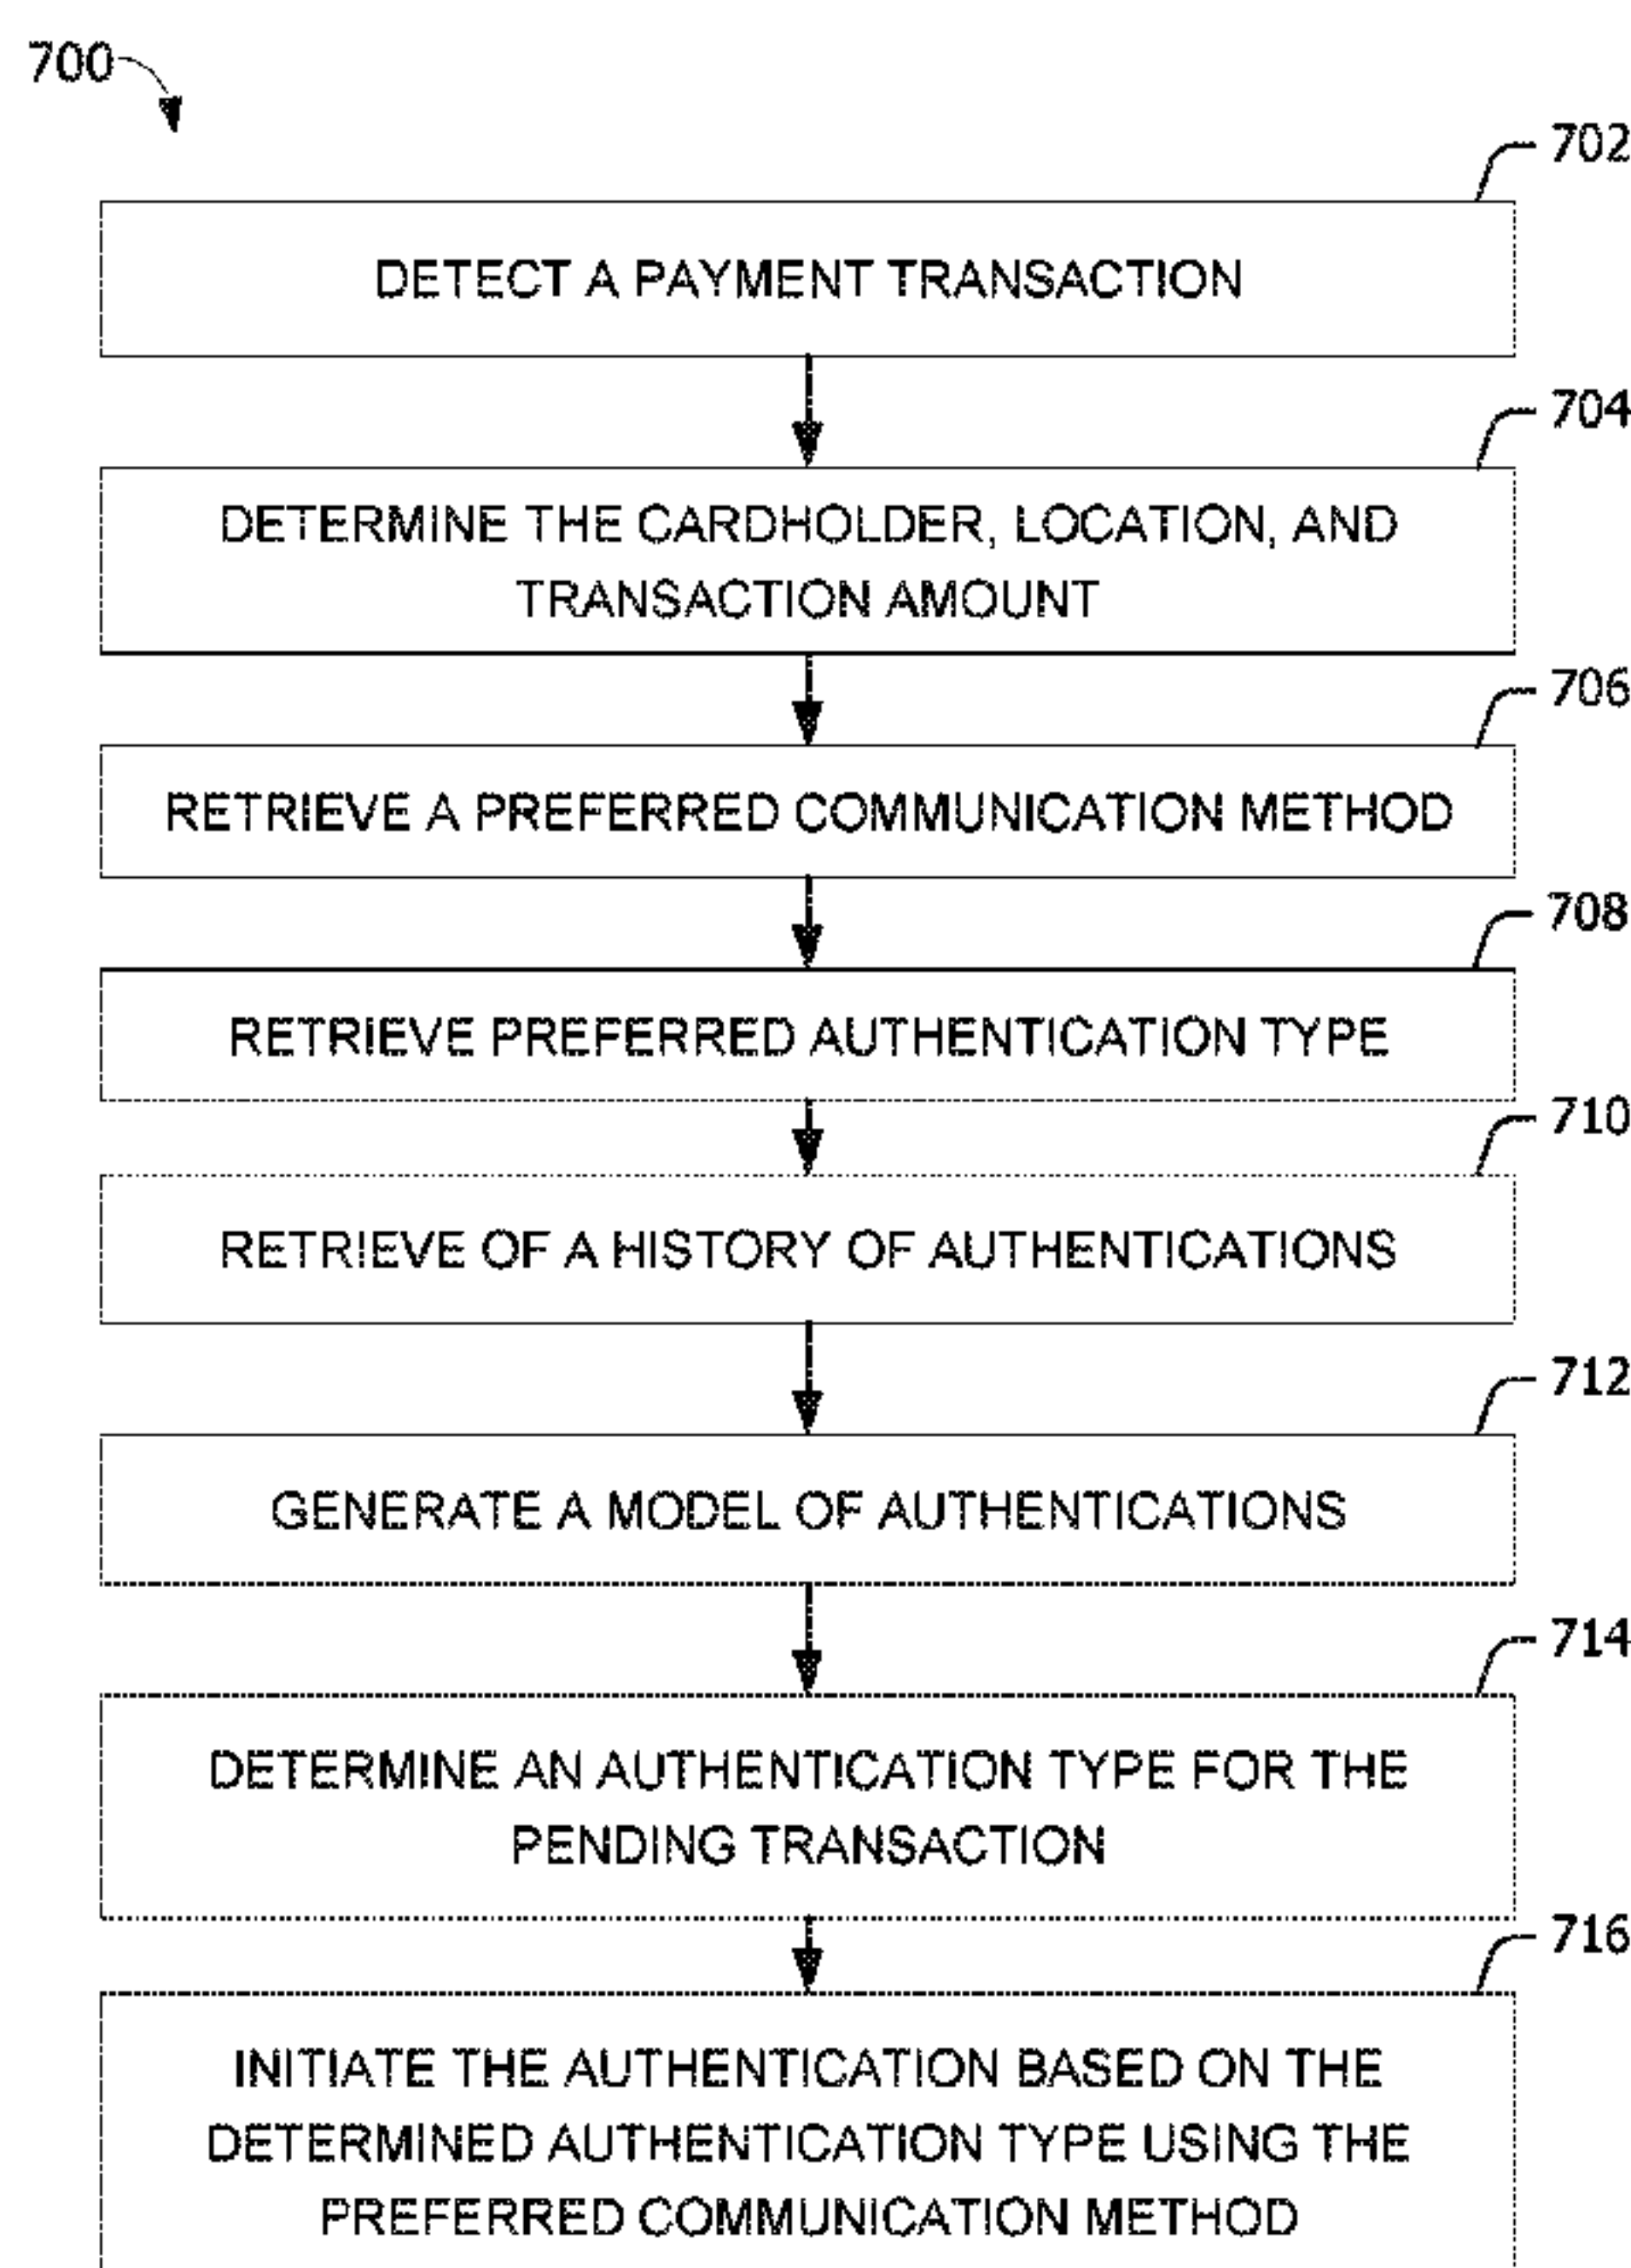 700
702
DETECT A PAYMENT TRANSACTION
704
DETERMINE THE CARDHOLDER, LOCATION, AND
TRANSACTION AMOUNT
706
RETRIEVE A PREFERRED COMMUNICATION METHOD
708
RETRIEVE PREFERRED AUTHENTICATION TYPE
710
RETRIEVE OF A HISTORY OF AUTHENTICATIONS
712
GENERATE A MODEL OF AUTHENTICATIONS
714
DETERMINE AN AUTHENTICATION TYPE FOR THE
PENDING TRANSACTION
716
INITIATE THE AUTHENTICATION BASED ON THE
DETERMINED AUTHENTICATION TYPE USING THE
PREFERRED COMMUNICATION METHOD